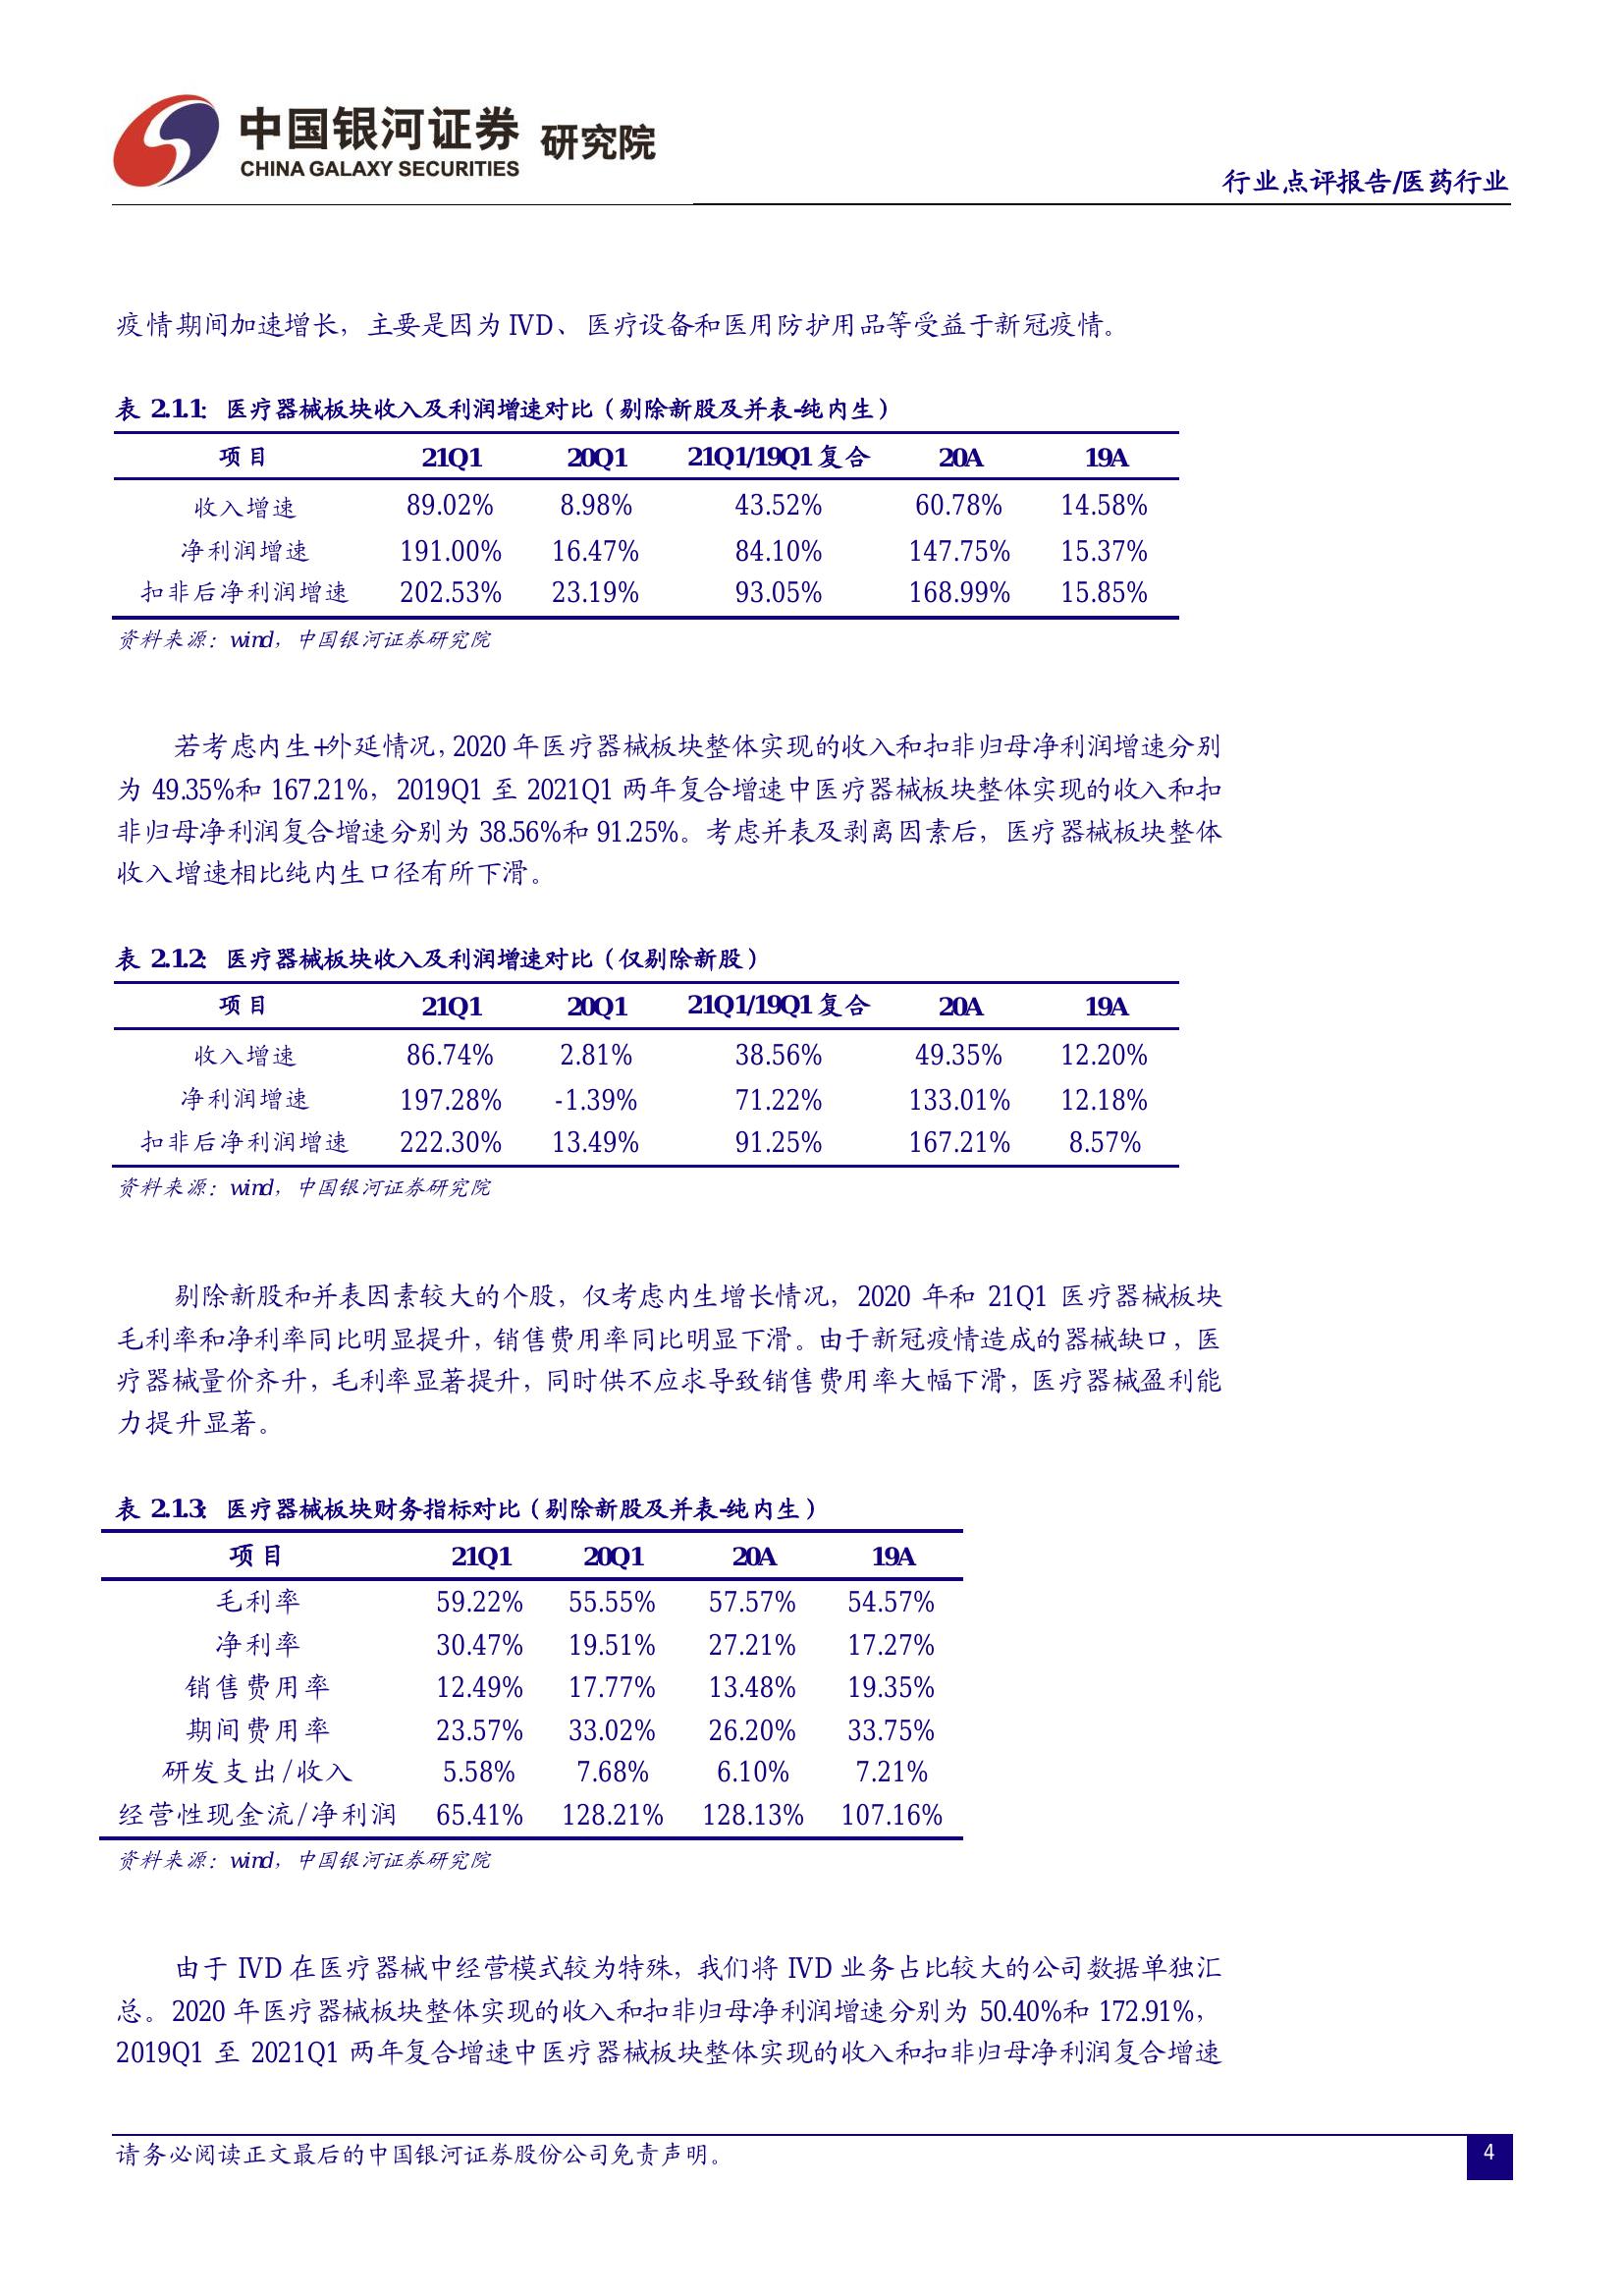 中国银河证券 研究院
CHINA GALAXY SECURITIES
行业点评报告/医药行业
疫情期间加速增长，主要是因为 IVD、医疗设备和医用防护用品等受益于新冠疫情。
表 2.1.1： 医疗器械板块收入及利润增速对比（剔除新股及并表-纯内生）
项目 21Q1 20Q1 21Q1/19Q1 复合 20A 19A
收入增速 89.02% 8.98% 43.52% 60.78% 14.58%
净利润增速 191.00% 16.47% 84.10% 147.75% 15.37%
扣非后净利润增速 202.53% 23.19% 93.05% 168.99% 15.85%
资料来源：wind，中国银河证券研究院
若考虑内生+外延情况，2020 年医疗器械板块整体实现的收入和扣非归母净利润增速分别
为 49.35%和 167.21%，2019Q1 至 2021Q1 两年复合增速中医疗器械板块整体实现的收入和扣
非归母净利润复合增速分别为 38.56%和 91.25%。考虑并表及剥离因素后，医疗器械板块整体
收入增速相比纯内生口径有所下滑。
表 2.1.2： 医疗器械板块收入及利润增速对比（仅剔除新股）
项目 21Q1 20Q1 21Q1/19Q1 复合 20A 19A
收入增速 86.74% 2.81% 38.56% 49.35% 12.20%
净利润增速 197.28% -1.39% 71.22% 133.01% 12.18%
扣非后净利润增速 222.30% 13.49% 91.25% 167.21% 8.57%
资料来源：wind，中国银河证券研究院
剔除新股和并表因素较大的个股，仅考虑内生增长情况，2020 年和 21Q1 医疗器械板块
毛利率和净利率同比明显提升，销售费用率同比明显下滑。由于新冠疫情造成的器械缺口，医
疗器械量价齐升，毛利率显著提升，同时供不应求导致销售费用率大幅下滑，医疗器械盈利能
力提升显著。
表 2.1.3： 医疗器械板块财务指标对比（剔除新股及并表-纯内生）
项目 21Q1 20Q1 20A 19A
毛利率 59.22% 55.55% 57.57% 54.57%
净利率 30.47% 19.51% 27.21% 17.27%
销售费用率 12.49% 17.77% 13.48% 19.35%
期间费用率 23.57% 33.02% 26.20% 33.75%
研发支出/收入 5.58% 7.68% 6.10% 7.21%
经营性现金流/净利润 65.41% 128.21% 128.13% 107.16%
资料来源：wind，中国银河证券研究院
由于 IVD 在医疗器械中经营模式较为特殊，我们将 IVD 业务占比较大的公司数据单独汇
总。2020 年医疗器械板块整体实现的收入和扣非归母净利润增速分别为 50.40%和 172.91%，
2019Q1 至 2021Q1 两年复合增速中医疗器械板块整体实现的收入和扣非归母净利润复合增速
请务必阅读正文最后的中国银河证券股份公司免责声明。
4